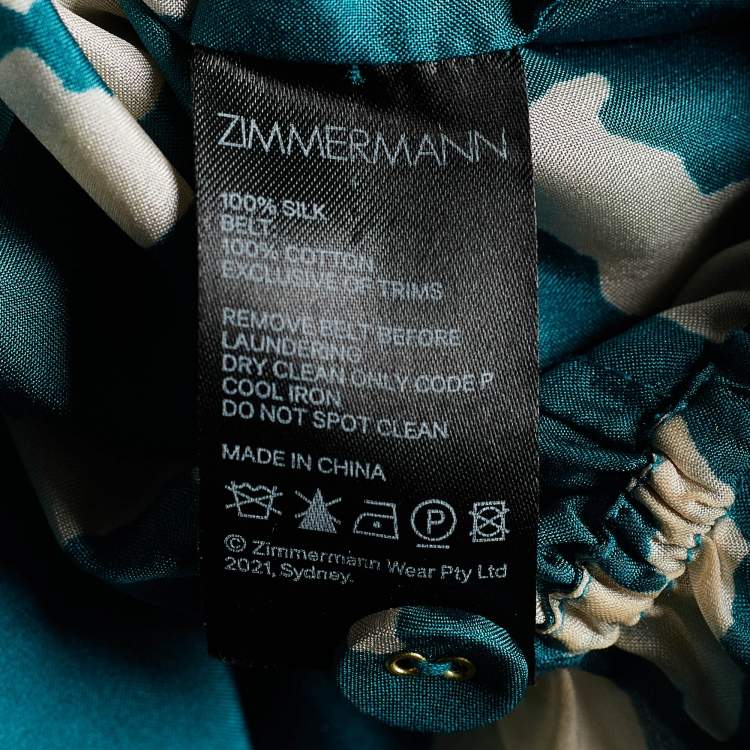 ZIMMERMANN
100% SILK
BELT
100% COTTON
EXCLUSIVE OF TRIMS
REMOVE BELT BEFORE
LAUNDERING
DRY CLEAN ONLY CODE P
COOL IRON
DO NOT SPOT CLEAN
MADE IN CHINA
P
© Zimmermann Wear Pty Ltd
2021, Sydney.